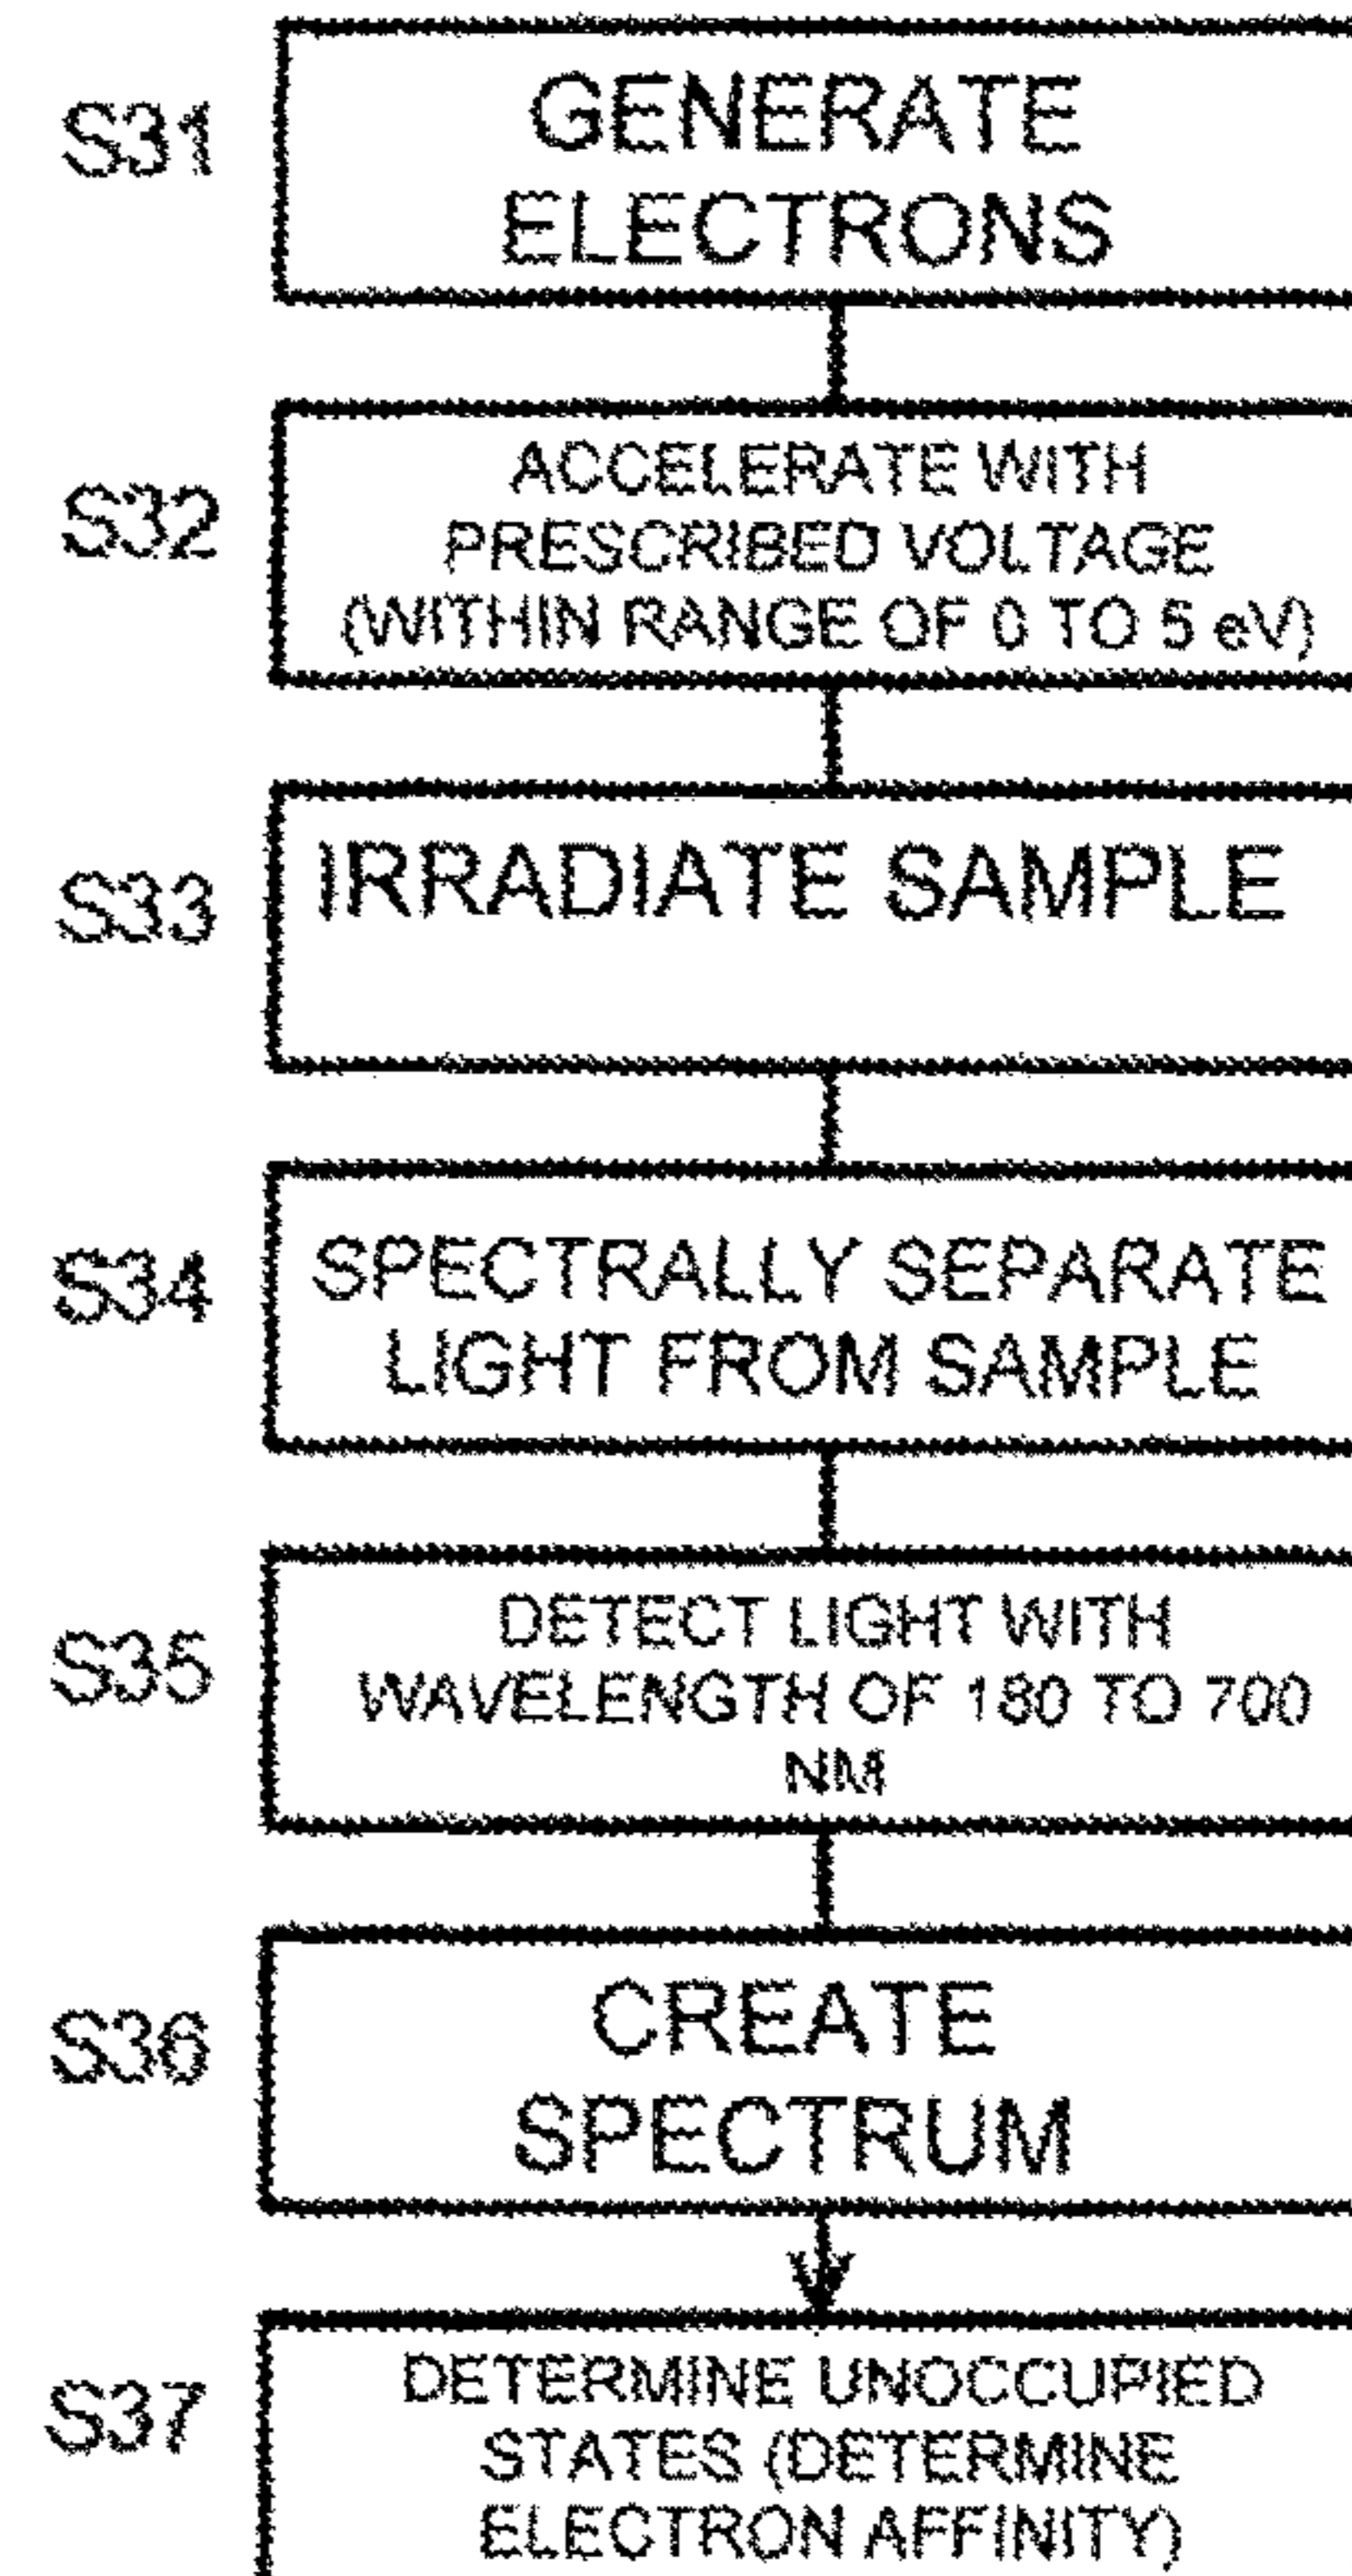 S31
GENERATE
ELECTRONS
S32
ACCELERATE WITH
PRESCRIBED VOLTAGE
(WITHIN RANGE OF 0 TO 5 eV)
S33
IRRADIATE SAMPLE
S34
SPECTRALLY SEPARATE
LIGHT FROM SAMPLE
S35
DETECT LIGHT WITH
WAVELENGTH OF 180 TO 700
NM
S36
CREATE
SPECTRUM
S37
DETERMINE UNOCCUPIED
STATES (DETERMINE
ELECTRON AFFINITY)